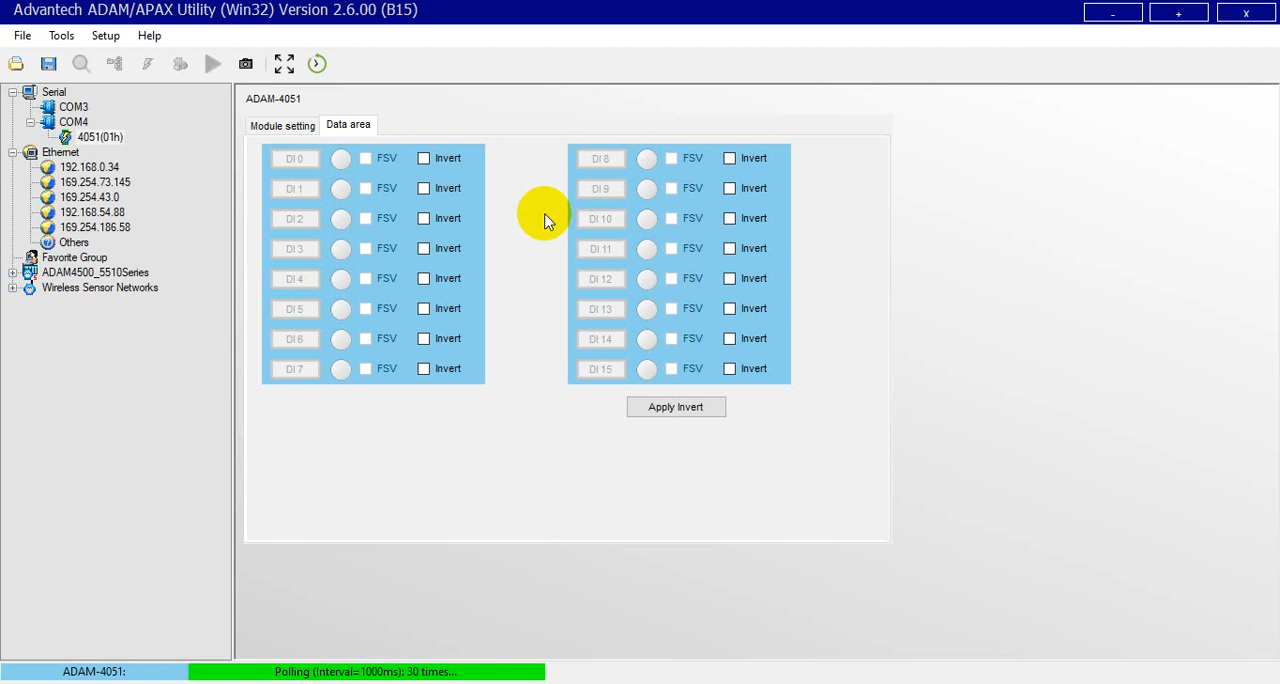 Advantech ADAM/APAX Utility (Win32) Version 2.6.00 (B15)
- + x
File Tools Setup Help
Serial
COM3
COM4
4051(01h)
Ethernet
192.168.0.34
169.254.73.145
169.254.43.0
192.168.54.88
169.254.186.58
Others
Favorite Group
ADAM4500_5510Series
Wireless Sensor Networks
ADAM-4051
Module setting Data area
DI 0 FSV Invert
DI 1 FSV Invert
DI 2 FSV Invert
DI 3 FSV Invert
DI 4 FSV Invert
DI 5 FSV Invert
DI 6 FSV Invert
DI 7 FSV Invert
DI 8 FSV Invert
DI 9 FSV Invert
DI 10 FSV Invert
DI 11 FSV Invert
DI 12 FSV Invert
DI 13 FSV Invert
DI 14 FSV Invert
DI 15 FSV Invert
Apply Invert
ADAM-4051: Polling (Interval=1000ms): 30 times...